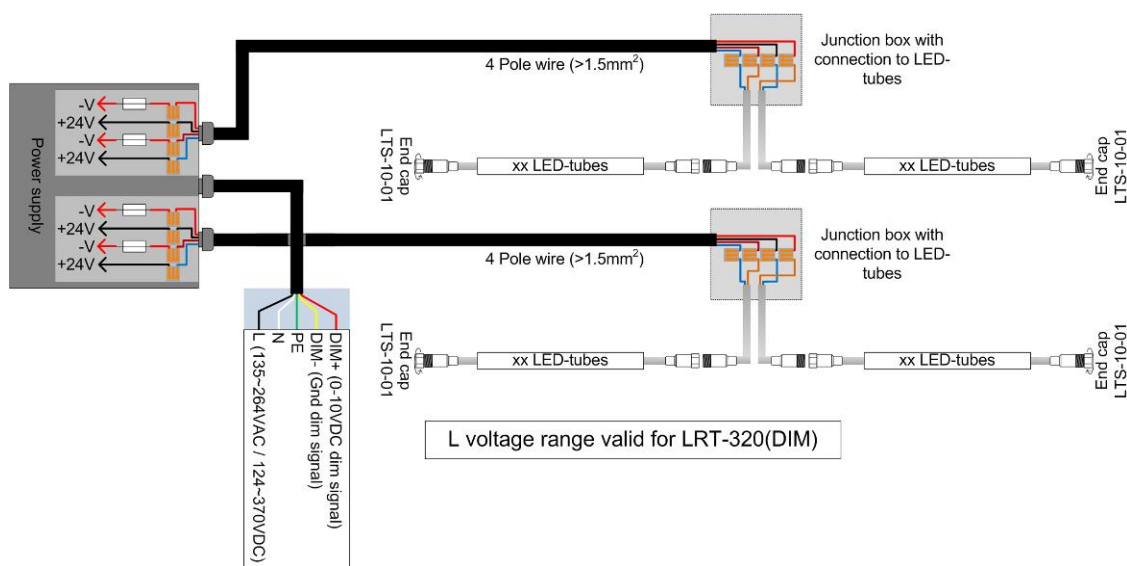 Power supply
-V
+24V
-V
+24V
4 Pole wire (>1.5mm²)
Junction box with
connection to LED-
tubes
End cap
LTS-10-01
xx LED-tubes
xx LED-tubes
End cap
LTS-10-01
-V
+24V
-V
+24V
4 Pole wire (>1.5mm²)
Junction box with
connection to LED-
tubes
End cap
LTS-10-01
xx LED-tubes
xx LED-tubes
End cap
LTS-10-01
L (135~264VAC / 124~370VDC)
N
PE
DIM- (Gnd dim signal)
DIM+ (0-10VDC dim signal)
L voltage range valid for LRT-320(DIM)